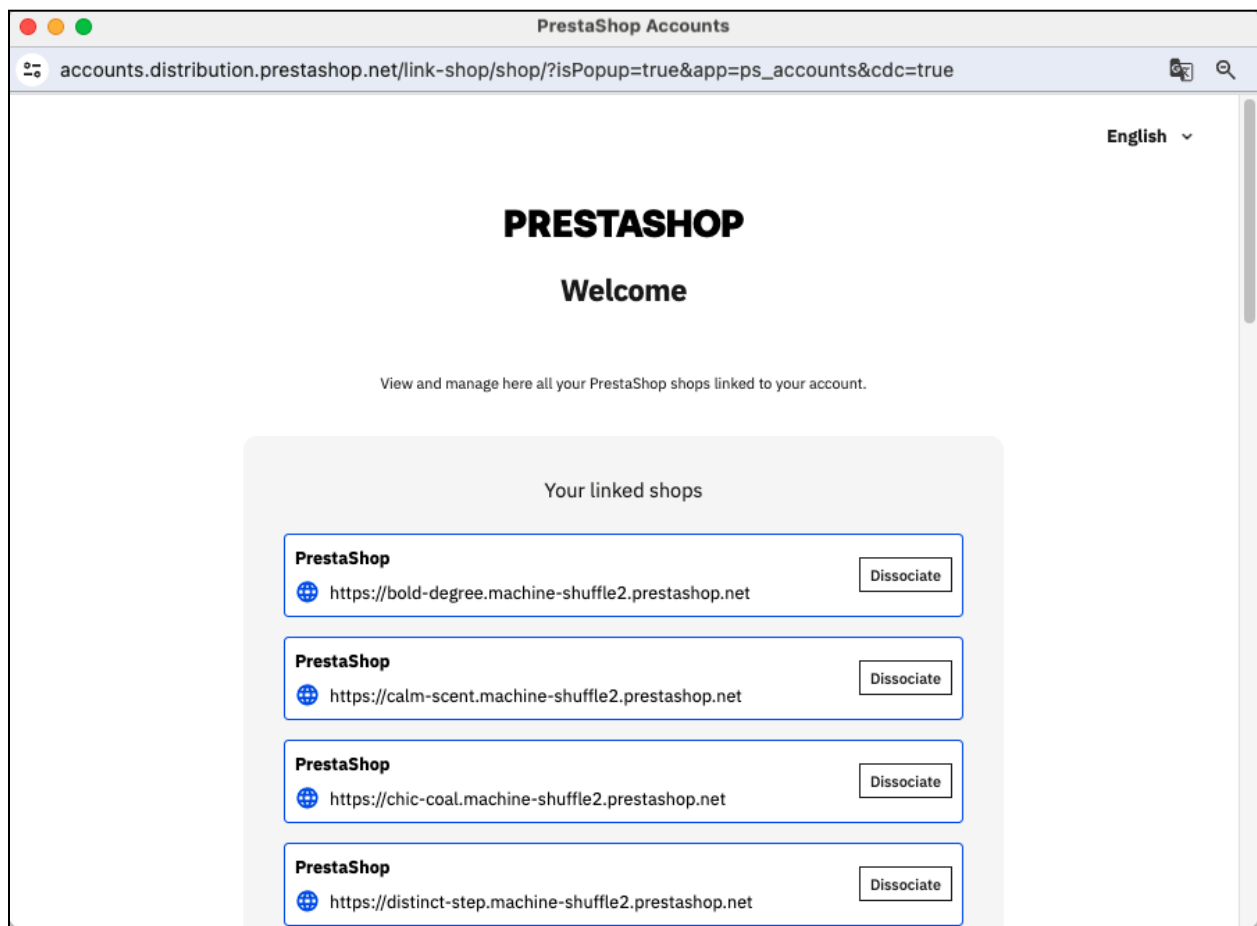 PrestaShop Accounts
accounts.distribution.prestashop.net/link-shop/shop/?isPopup=true&app=ps_accounts&cdc=true
English
PRESTASHOP
Welcome
View and manage here all your PrestaShop shops linked to your account.
Your linked shops
PrestaShop
https://bold-degree.machine-shuffle2.prestashop.net
Dissociate
PrestaShop
https://calm-scent.machine-shuffle2.prestashop.net
Dissociate
PrestaShop
https://chic-coal.machine-shuffle2.prestashop.net
Dissociate
PrestaShop
https://distinct-step.machine-shuffle2.prestashop.net
Dissociate